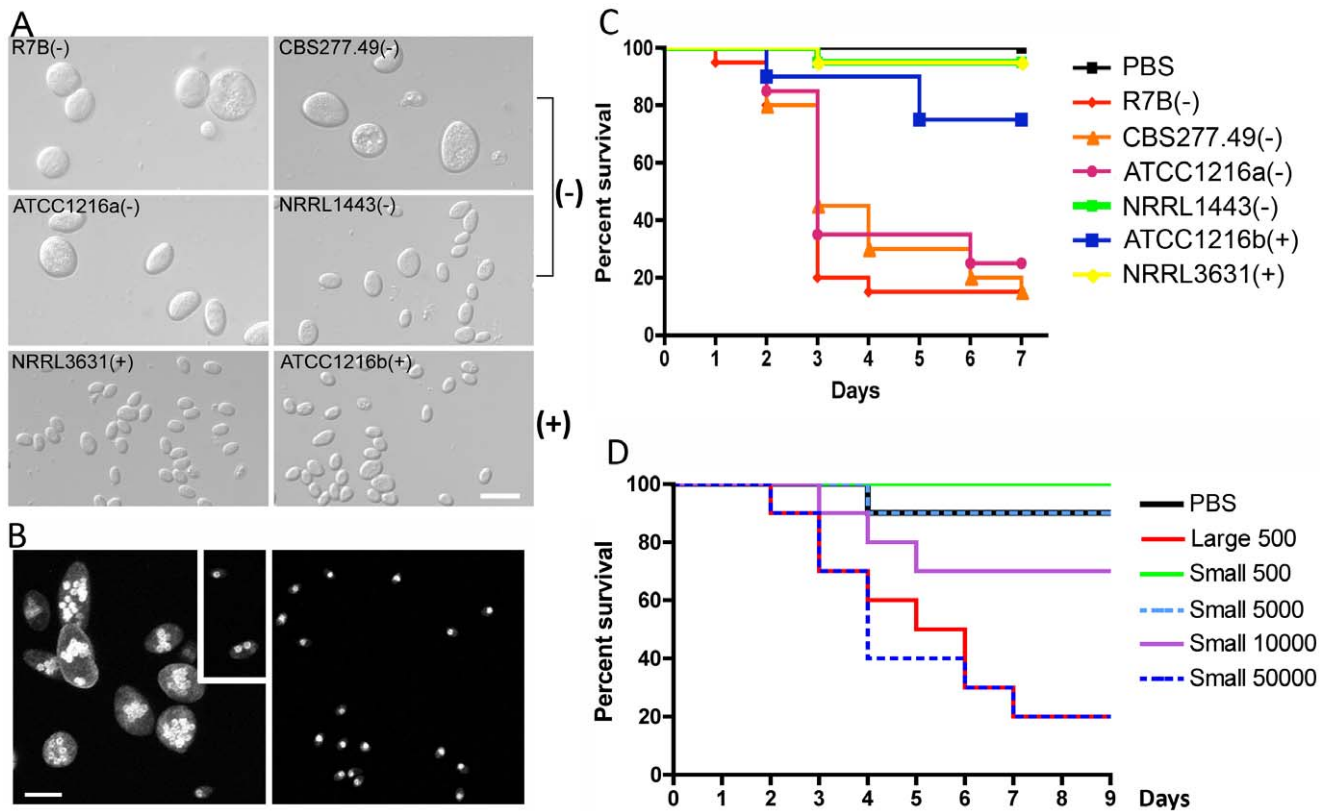 A
R7B(-)
CBS277.49(-)
ATCC1216a(-)
NRRL1443(-)
(-)
NRRL3631(+)
ATCC1216b(+)
(+)
B
C
Percent survival
100
80
60
40
20
0
0 1 2 3 4 5 6 7
Days
PBS
R7B(-)
CBS277.49(-)
ATCC1216a(-)
NRRL1443(-)
ATCC1216b(+)
NRRL3631(+)
D
Percent survival
100
80
60
40
20
0
0 1 2 3 4 5 6 7 8 9 Days
PBS
Large 500
Small 500
Small 5000
Small 10000
Small 50000